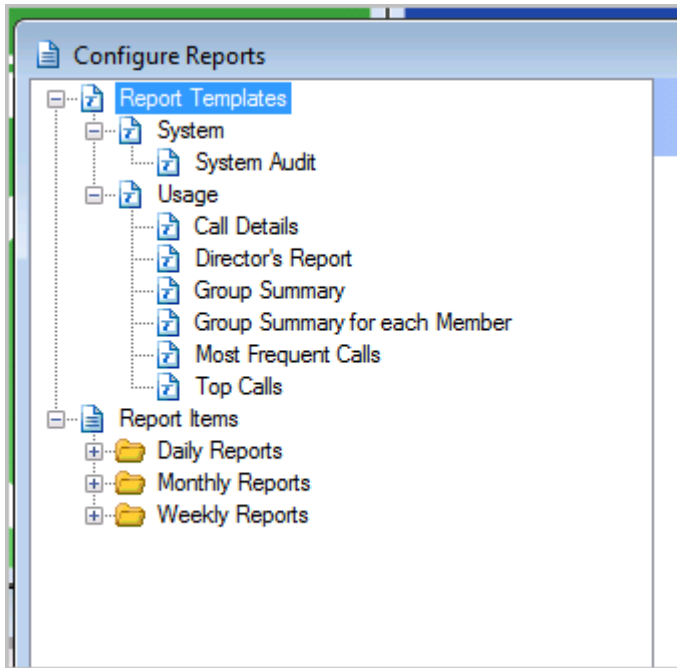 Configure Reports
Report Templates
System
System Audit
Usage
Call Details
Director's Report
Group Summary
Group Summary for each Member
Most Frequent Calls
Top Calls
Report Items
Daily Reports
Monthly Reports
Weekly Reports